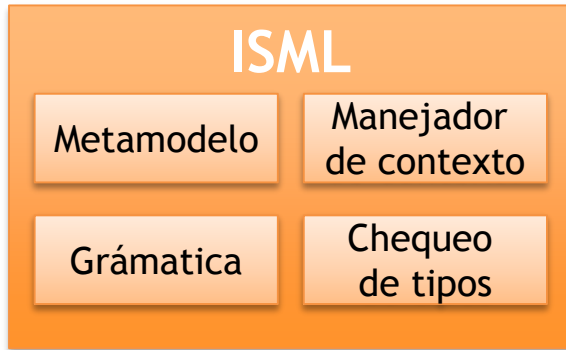 ISML
Metamodelo
Manejador
de contexto
Grámatica
Chequeo
de tipos